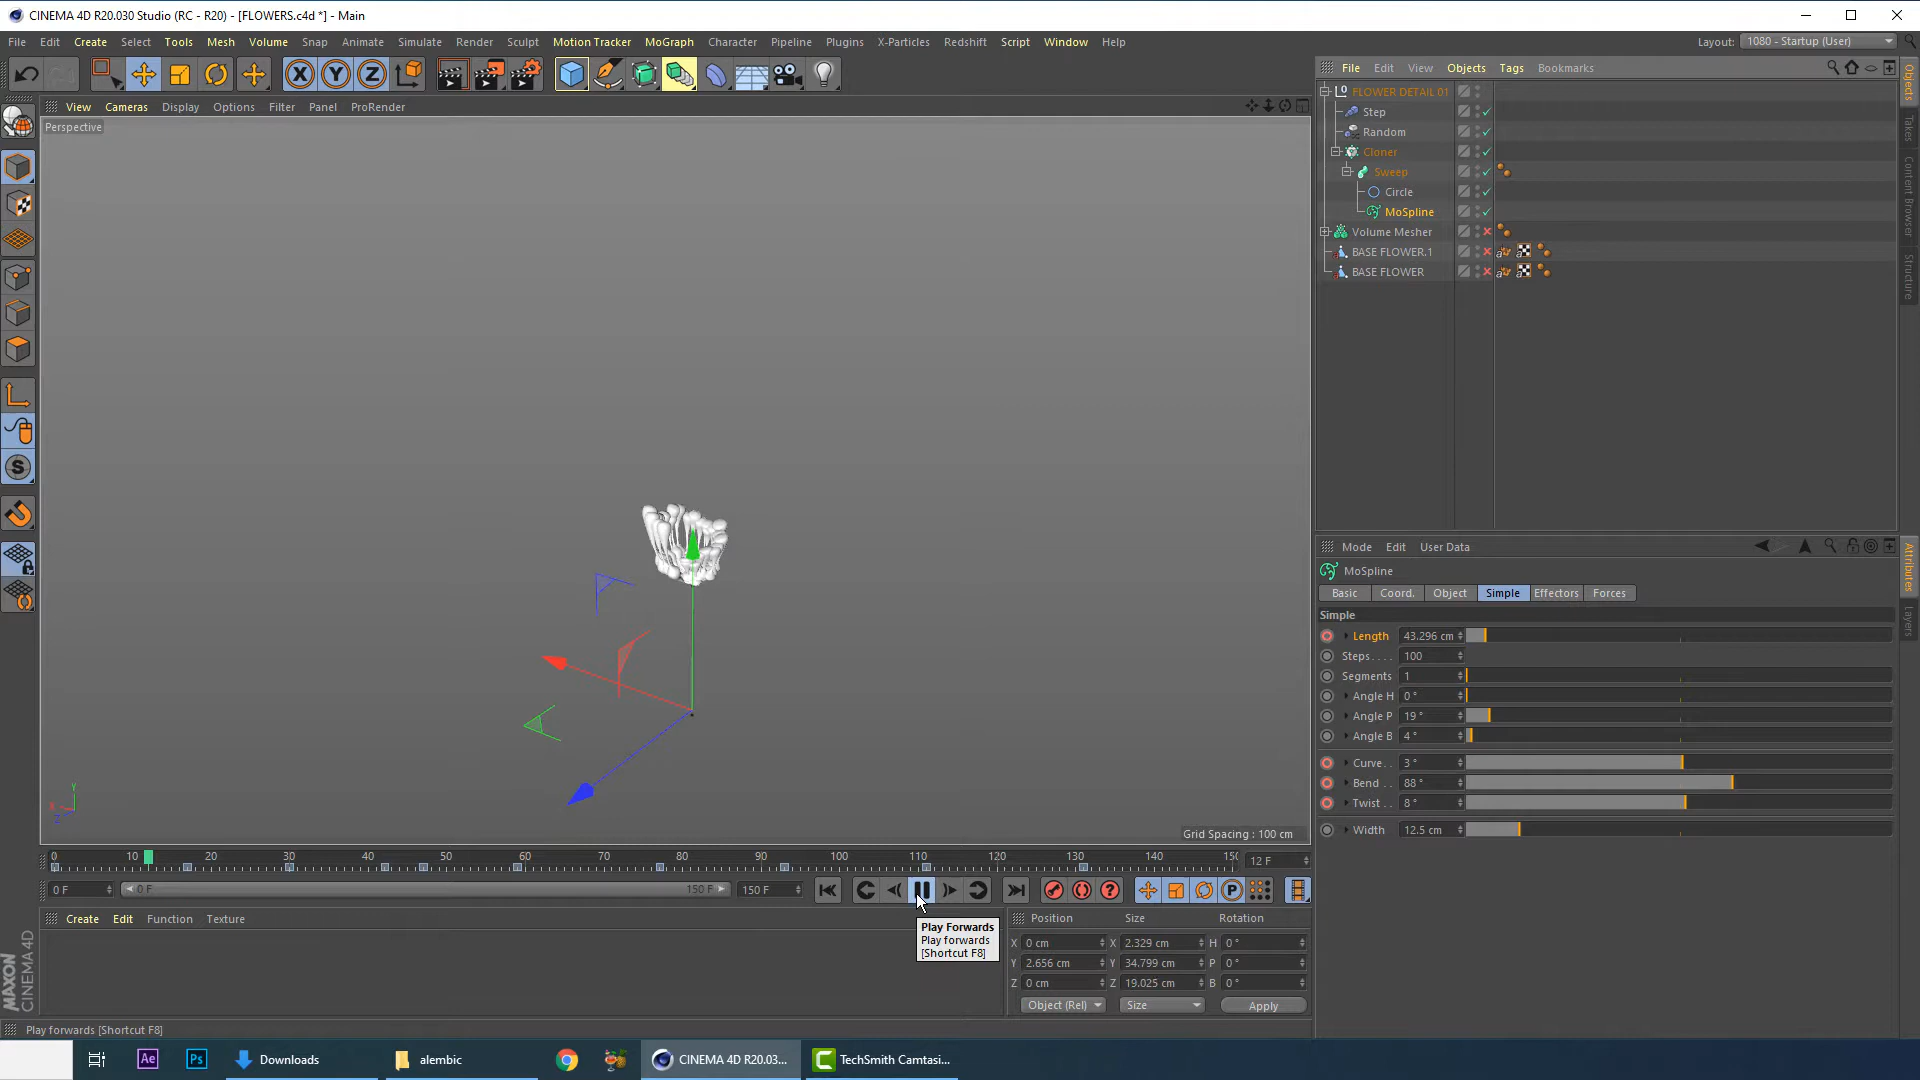 CINEMA 4D R20.030 Studio (RC - R20) - [FLOWERS.c4d *] - Main
File Edit Create Select Tools Mesh Volume Snap Animate Simulate Render Sculpt Motion Tracker MoGraph Character Pipeline Plugins X-Particles Redshift Script Window Help
Layout: 1080 - Startup (User)
X Y Z
File Edit View Objects Tags Bookmarks
View Cameras Display Options Filter Panel ProRender
Perspective
FLOWER DETAIL 01
Step
Random
Cloner
Sweep
Circle
MoSpline
Volume Mesher
BASE FLOWER.1
BASE FLOWER
Objects
Takes
Content Browser
Structure
Mode Edit User Data
MoSpline
Basic Coord. Object Simple Effectors Forces
Simple
Length 43.296 cm
Steps.... 100
Segments 1
Angle H 0°
Angle P 19°
Angle B 4°
Curve.. 3°
Bend .. 88°
Twist.. 8°
Width 12.5 cm
Attributes
Layers
Y
X
Z
Grid Spacing : 100 cm
0 10 20 30 40 50 60 70 80 90 100 110 120 130 140 150
12 F
0 F 0 F 150 F 150 F
P
Create Edit Function Texture
Play Forwards
Play forwards
[Shortcut F8]
Position Size Rotation
X 0 cm X 2.329 cm H 0°
Y 2.656 cm Y 34.799 cm P 0°
Z 0 cm Z 19.025 cm B 0°
Object (Rel) Size Apply
MAXON
CINEMA 4D
Play forwards [Shortcut F8]
Ae Ps Downloads alembic CINEMA 4D R20.03... TechSmith Camtasi...